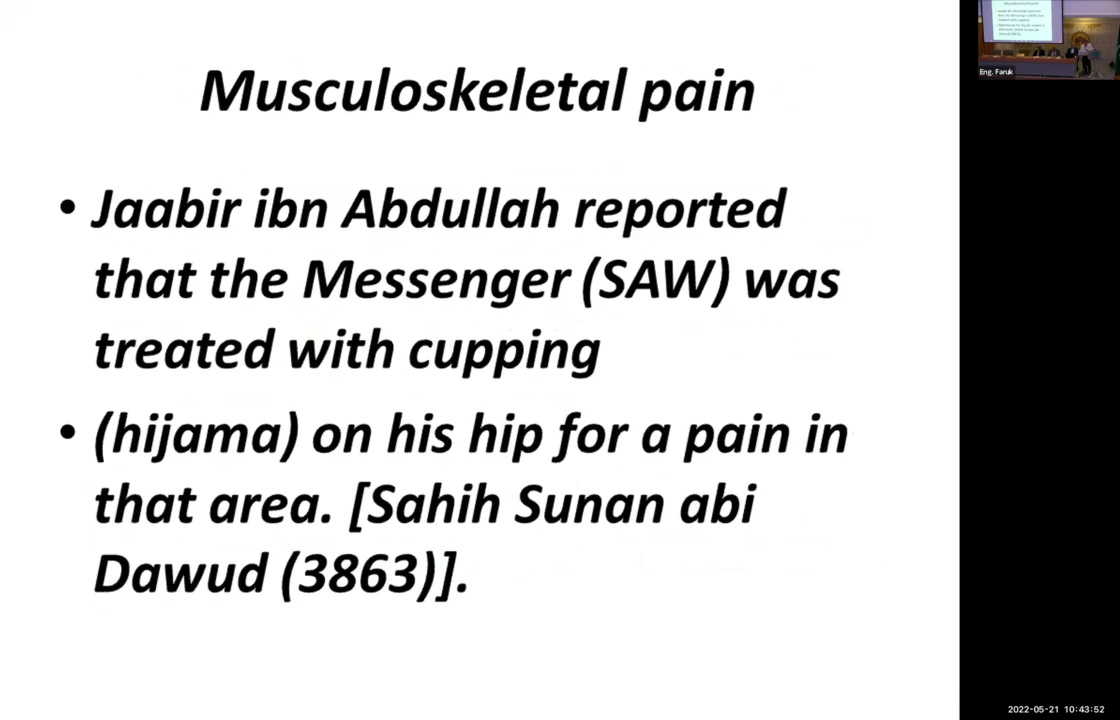 Musculoskeletal pain
• Jaabir ibn Abdullah reported
that the Messenger (SAW) was
treated with cupping
• (hijama) on his hip for a pain in
that area. [Sahih Sunan abi
Dawud (3863)].
Eng. Faruk
2022-05-21 10:43:52